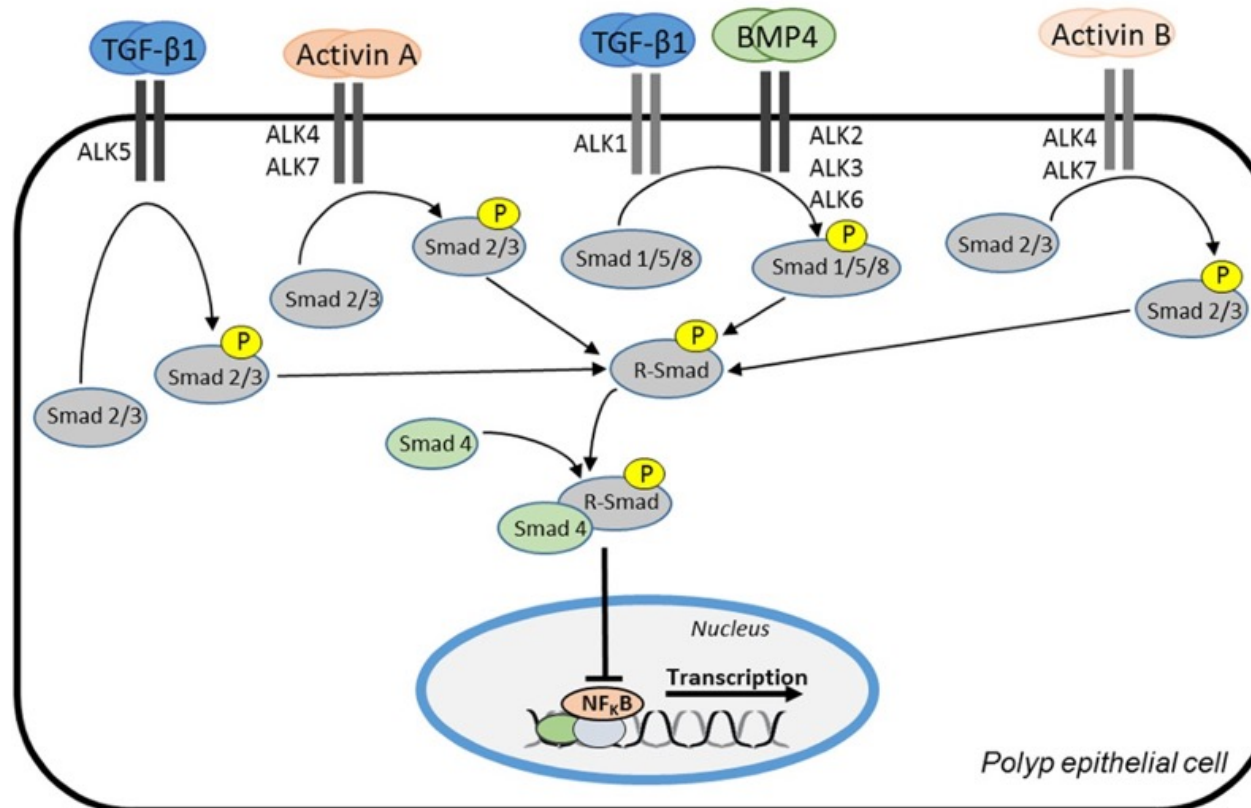 TGF-β1
Activin A
TGF-β1
BMP4
Activin B
ALK5
ALK4
ALK7
ALK1
ALK2
ALK3
ALK6
ALK4
ALK7
P
Smad 2/3
Smad 2/3
Smad 1/5/8
P
Smad 1/5/8
Smad 2/3
P
Smad 2/3
P
Smad 2/3
Smad 2/3
P
R-Smad
Smad 4
P
R-Smad
Smad 4
Nucleus
Transcription
NFκB
Polyp epithelial cell